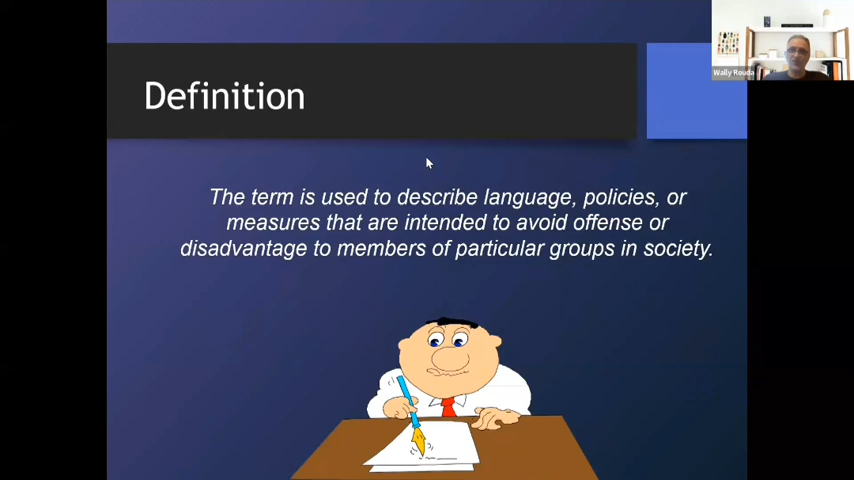 Definition
The term is used to describe language, policies, or
measures that are intended to avoid offense or
disadvantage to members of particular groups in society.
Wally Rouda